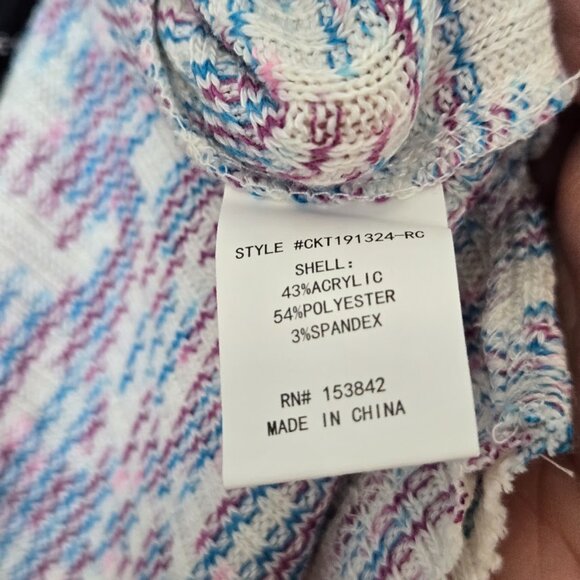 STYLE #CKT191324-RC
SHELL:
43%ACRYLIC
54%POLYESTER
3%SPANDEX
RN# 153842
MADE IN CHINA